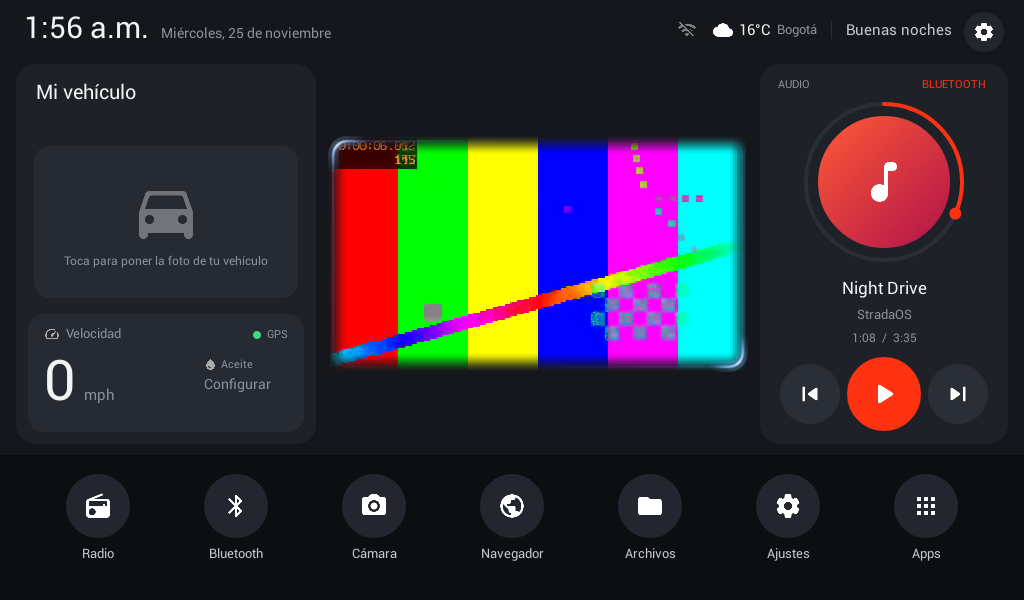 1:56 a.m.
Miércoles, 25 de noviembre
16°C Bogotá
Buenas noches
Mi vehículo
Toca para poner la foto de tu vehículo
Velocidad
GPS
0 mph
Aceite
Configurar
195
AUDIO
BLUETOOTH
Night Drive
StradaOS
1:08 / 3:35
Radio
Bluetooth
Cámara
Navegador
Archivos
Ajustes
Apps